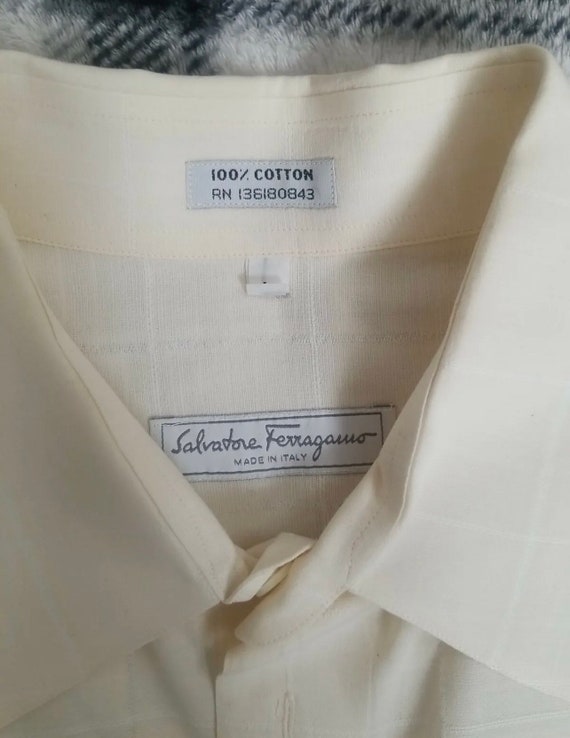 100% COTTON
RN 136180843
Salvatore Ferragamo
MADE IN ITALY